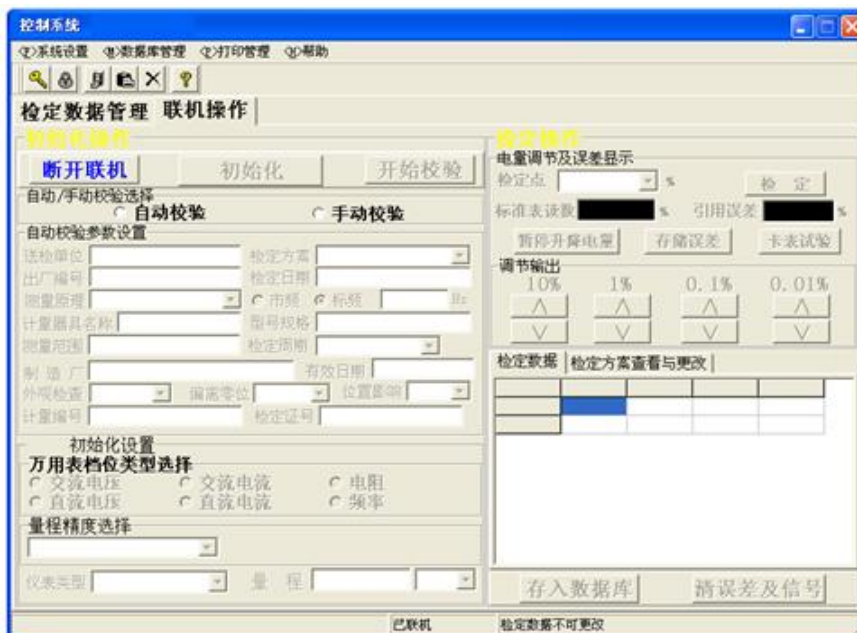 控制系统
(Z)系统设置 (M)数据库管理 (Z)打印管理 (X)帮助
检定数据管理 联机操作
初始化操作
断开联机 初始化 开始校验
自动/手动校验选择
自动校验 手动校验
自动校验参数设置
送检单位 检定方案
出厂编号 检定日期
测量原理 市频 标频 Hz
计量器具名称 型号规格
测量范围 检定周期
制造厂 有效日期
外观检查 偏离零位 位置影响
计量编号 检定证号
初始化设置
万用表档位类型选择
交流电压 交流电流 电阻
直流电压 直流电流 频率
量程精度选择
仪表类型 量 程
检定操作
电量调节及误差显示
检定点 % 检 定
标准表读数 % 引用误差 %
暂停升降电量 存储误差 卡表试验
调节输出
10% 1% 0.1% 0.01%
检定数据 检定方案查看与更改
存入数据库 清误差及信号
已联机 检定数据不可更改